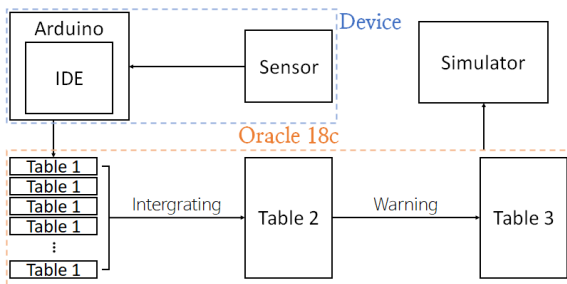 Device
Arduino
IDE
Sensor
Simulator
Oracle 18c
Table 1
Table 1
Table 1
Table 1
Table 1
Intergrating
Table 2
Warning
Table 3